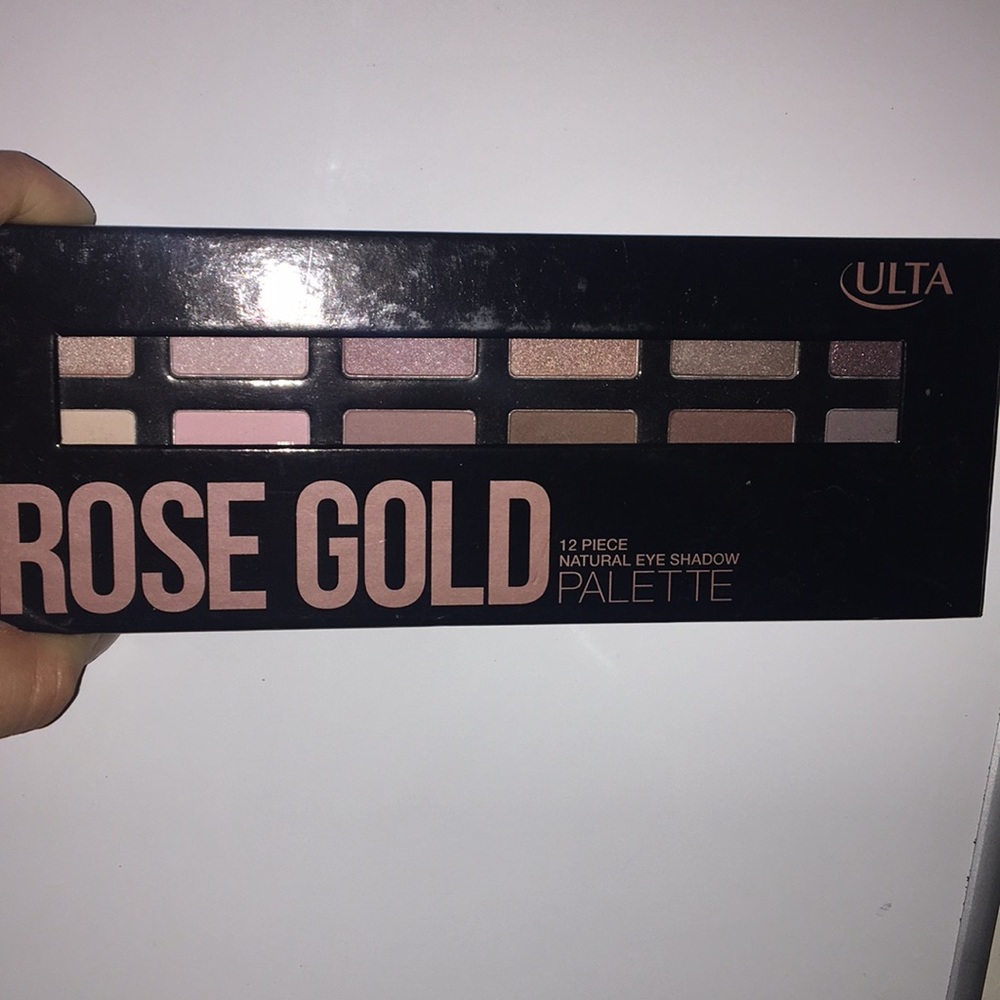 ULTA
ROSE GOLD
12 PIECE
NATURAL EYE SHADOW
PALETTE